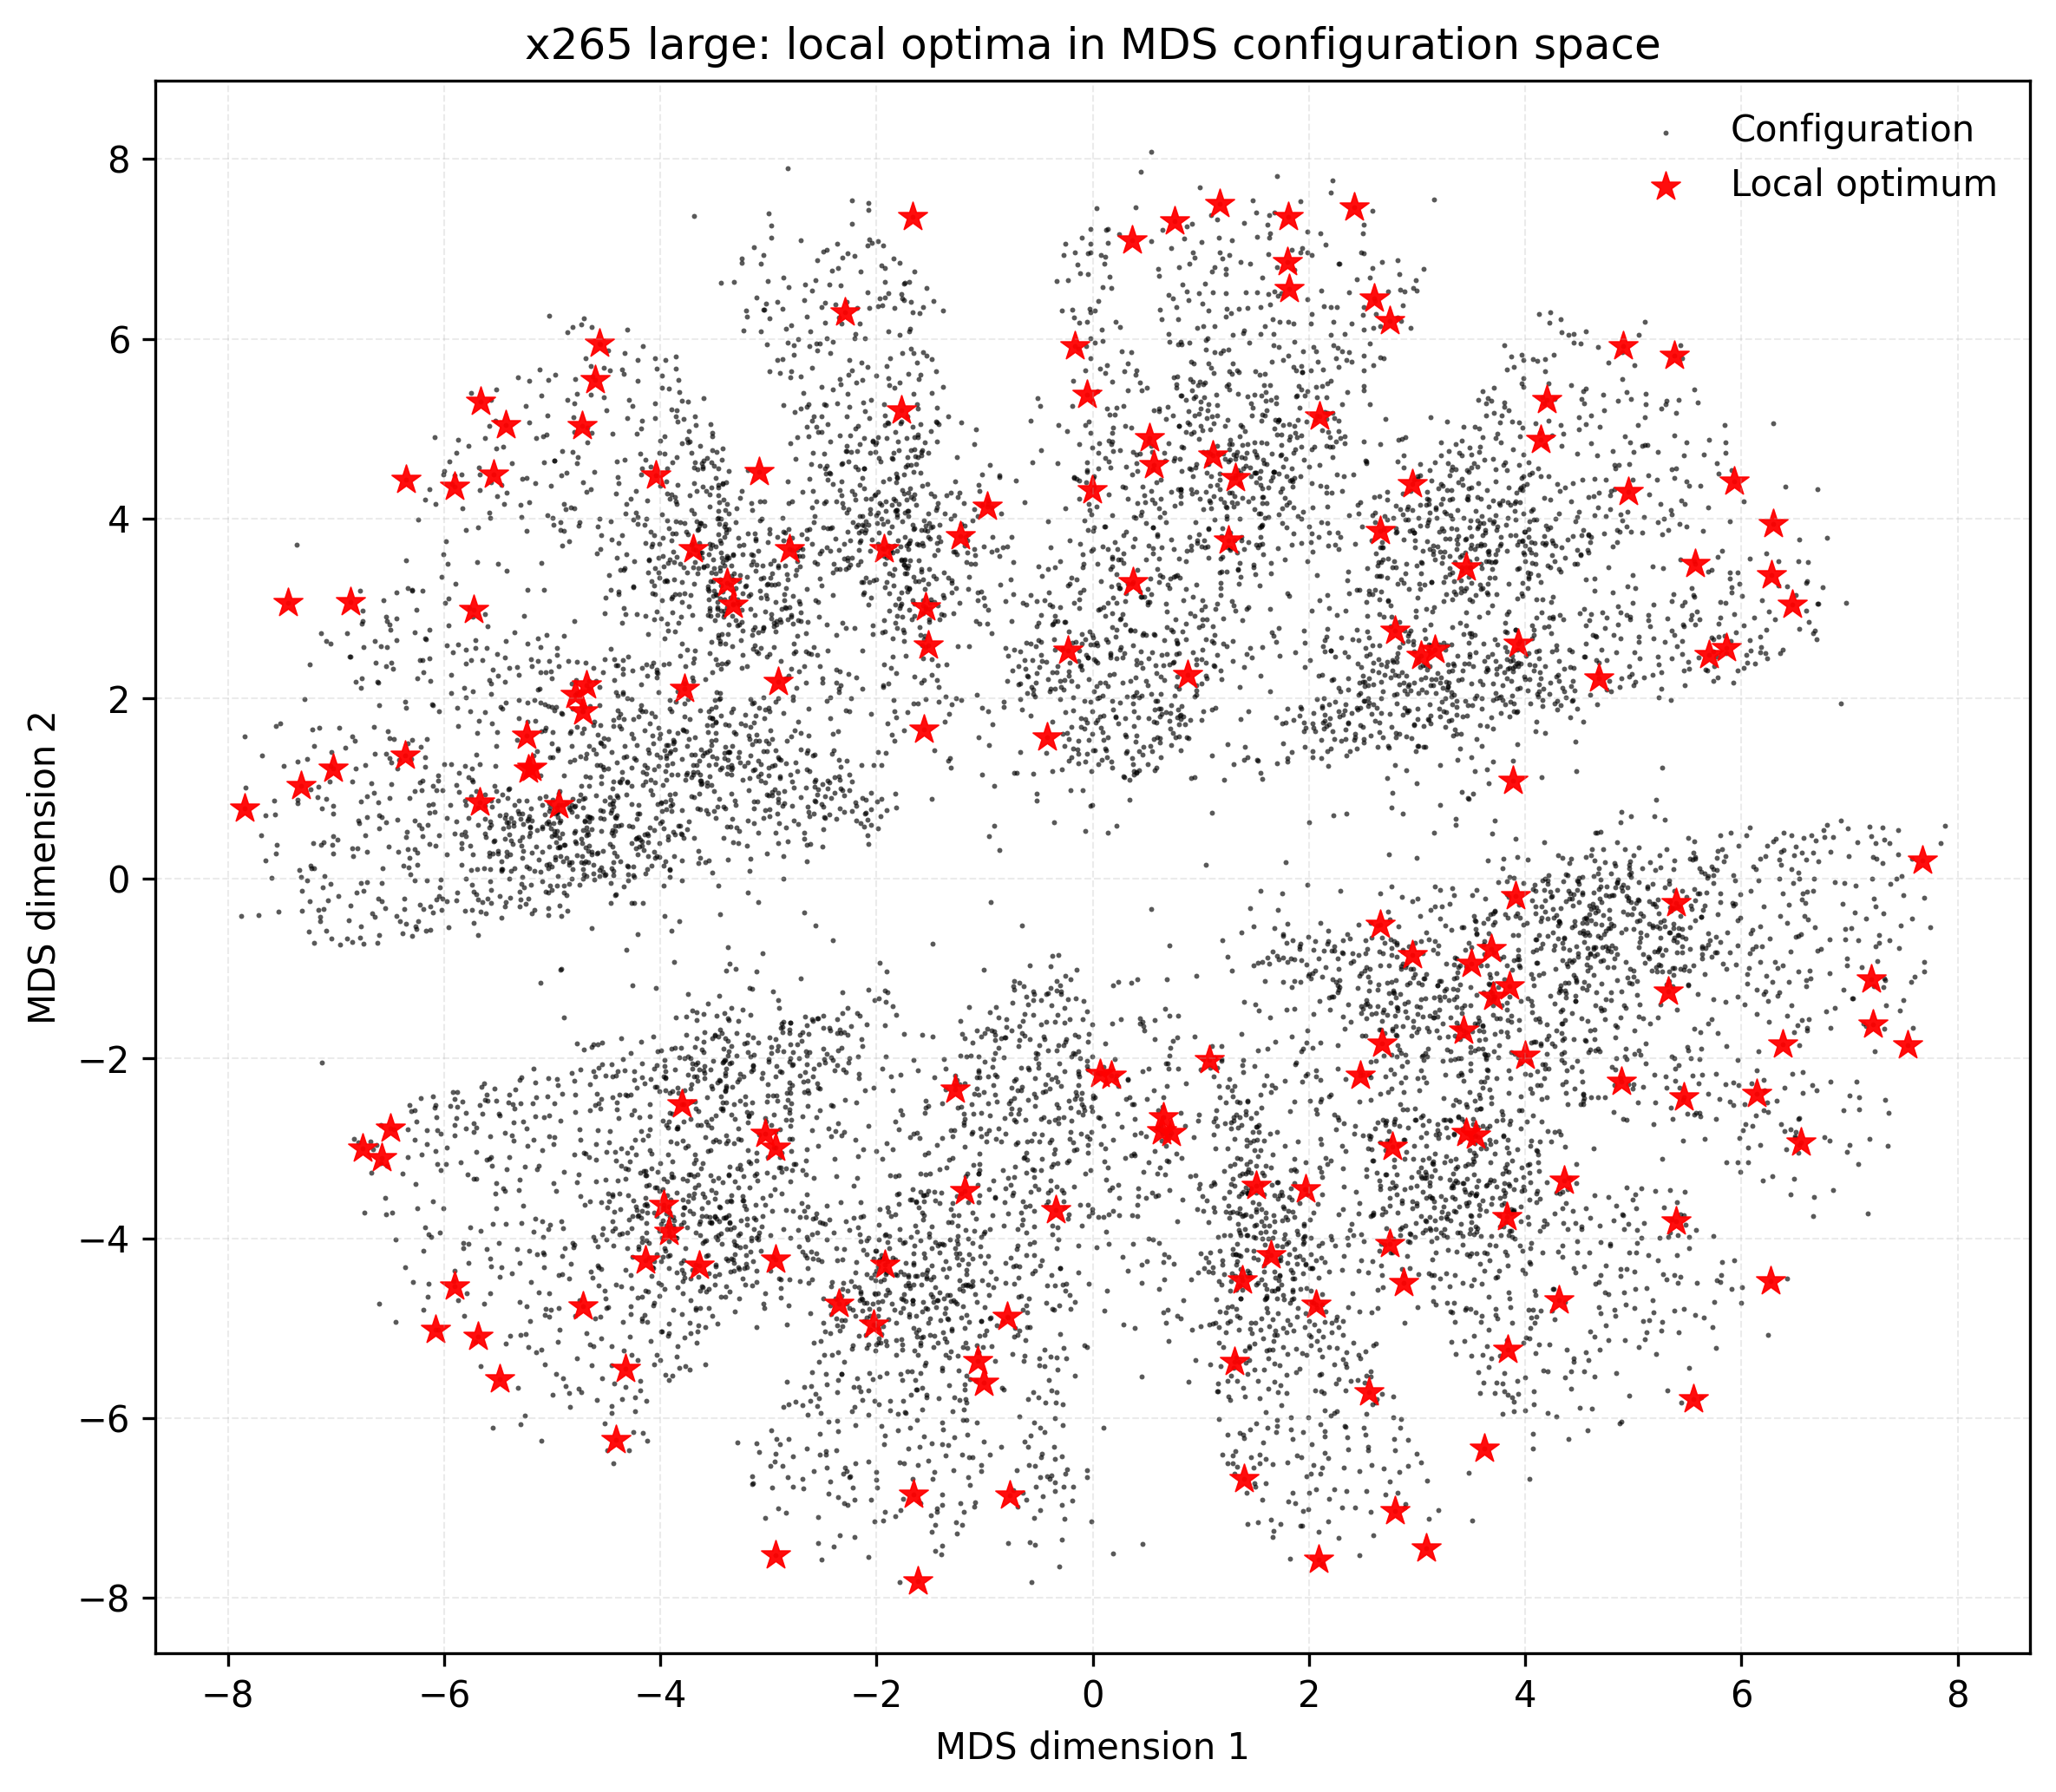 x265 large: local optima in MDS configuration space
Configuration
Local optimum
8
6
4
2
0
−2
−4
−6
−8
MDS dimension 2
−8 −6 −4 −2 0 2 4 6 8
MDS dimension 1